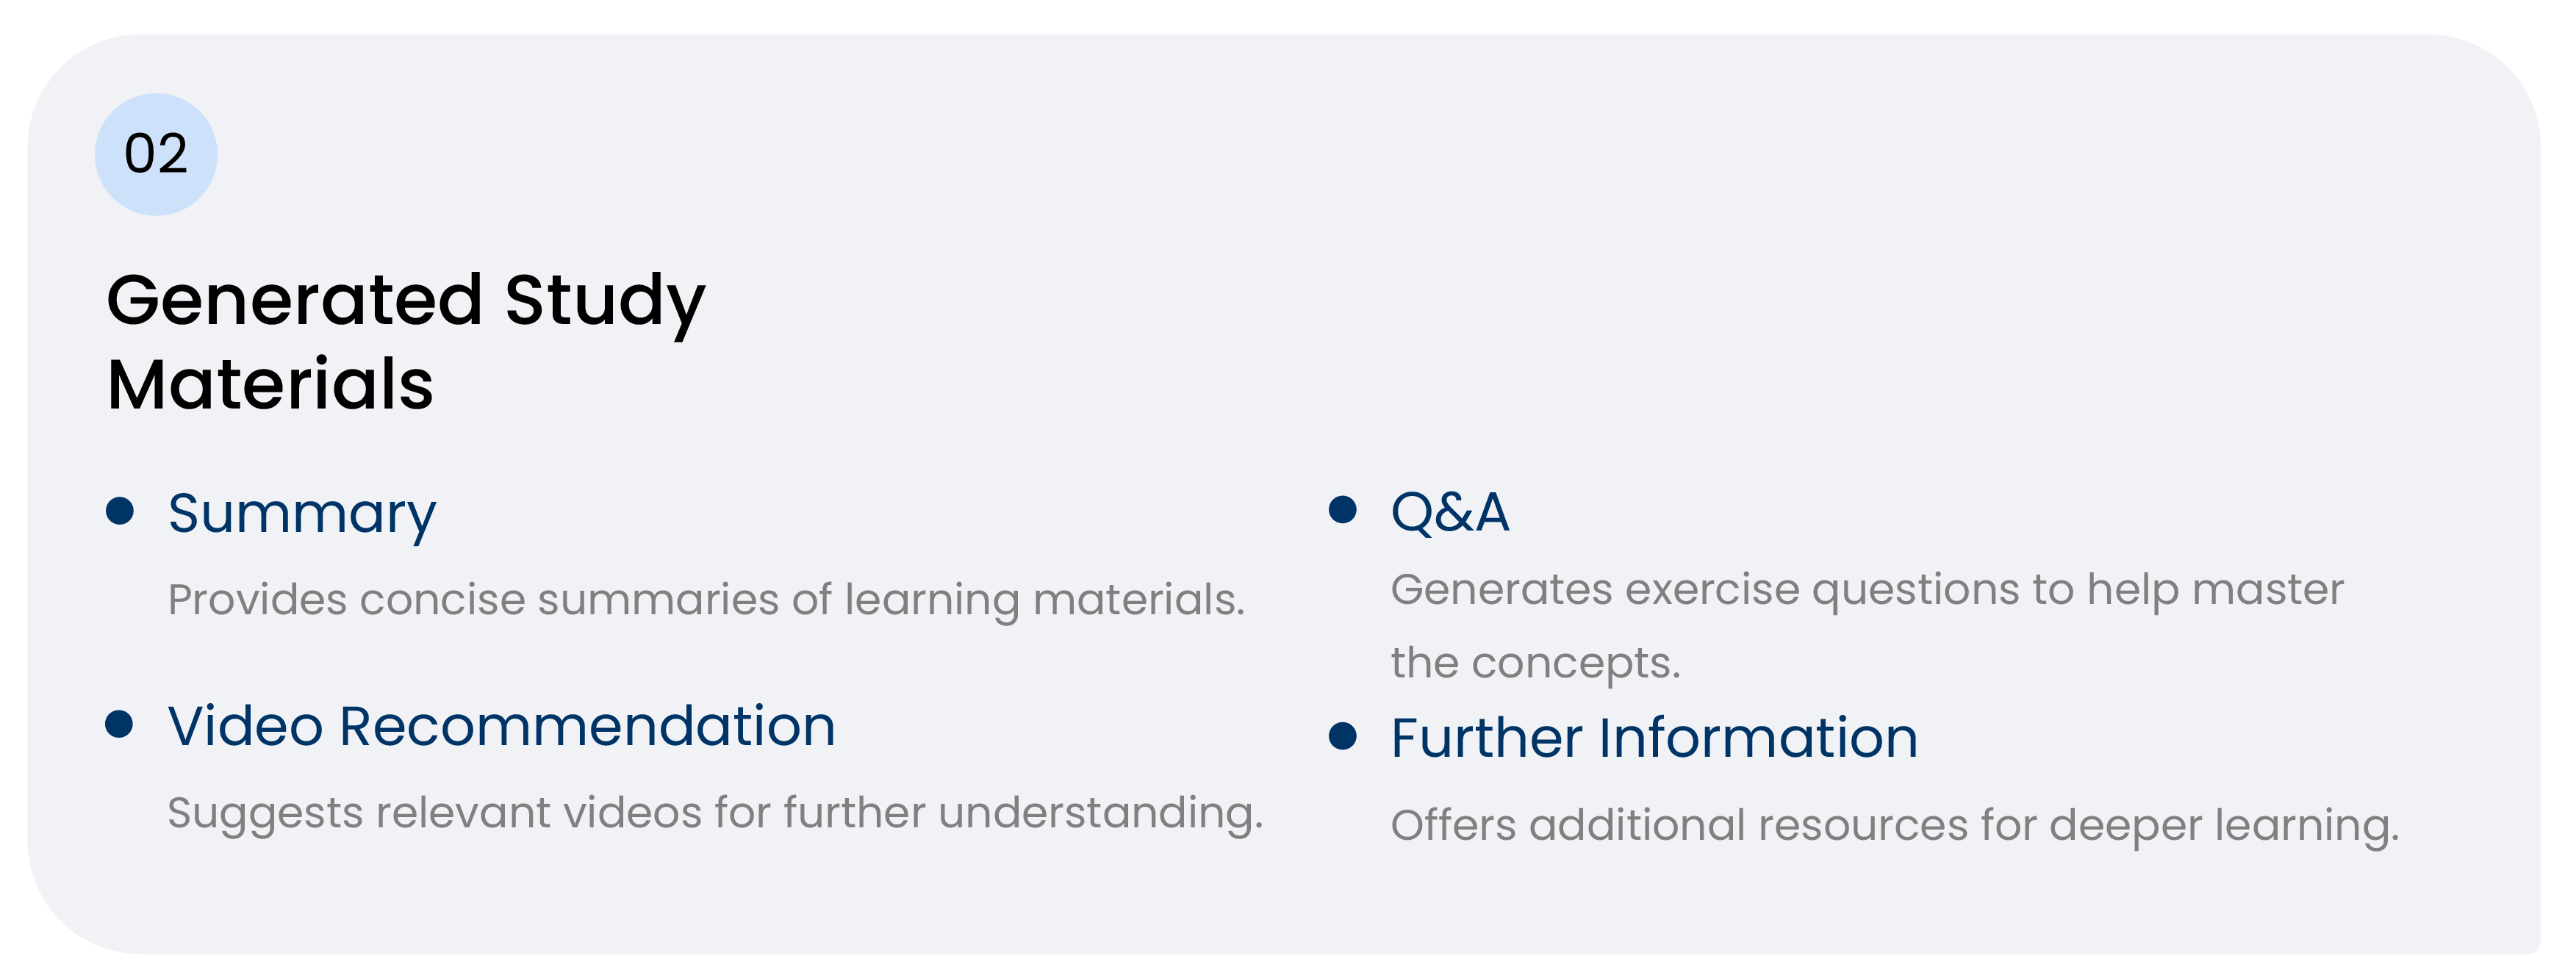 02
Generated Study
Materials
Summary
Provides concise summaries of learning materials.
Video Recommendation
Suggests relevant videos for further understanding.
Q&A
Generates exercise questions to help master
the concepts.
Further Information
Offers additional resources for deeper learning.